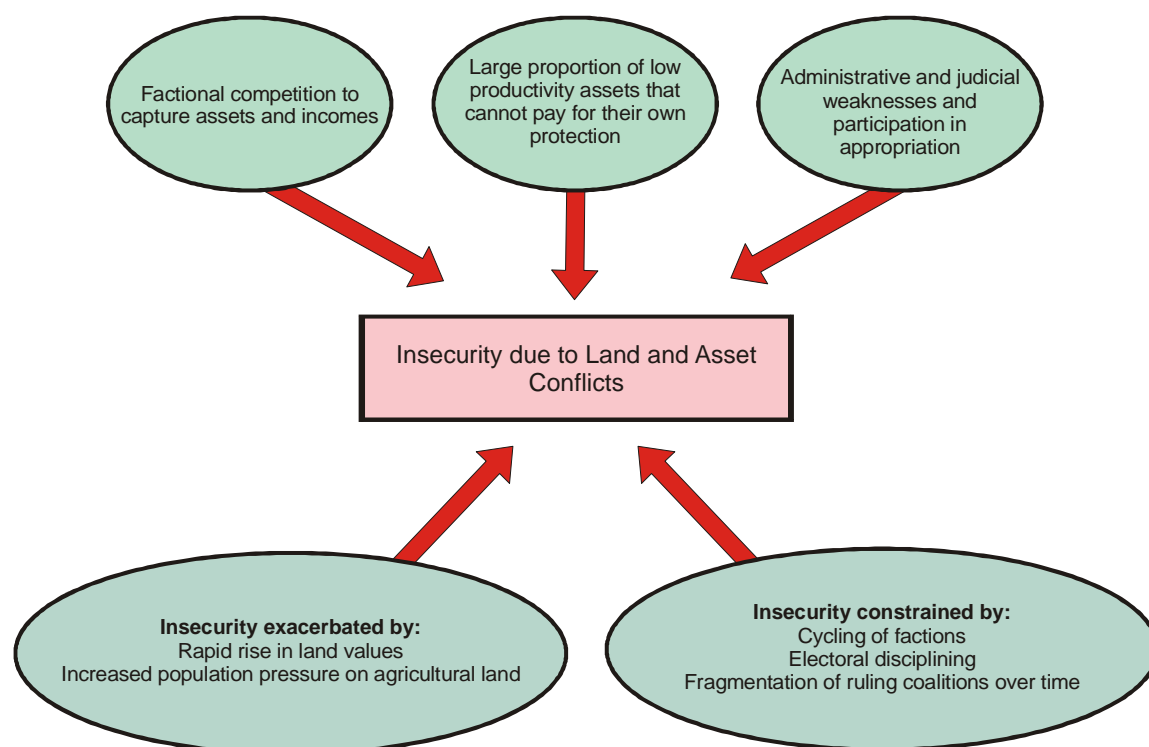 Factional competition to
capture assets and incomes
Large proportion of low
productivity assets that
cannot pay for their own
protection
Administrative and judicial
weaknesses and
participation in
appropriation
Insecurity due to Land and Asset
Conflicts
Insecurity exacerbated by:
Rapid rise in land values
Increased population pressure on agricultural land
Insecurity constrained by:
Cycling of factions
Electoral disciplining
Fragmentation of ruling coalitions over time